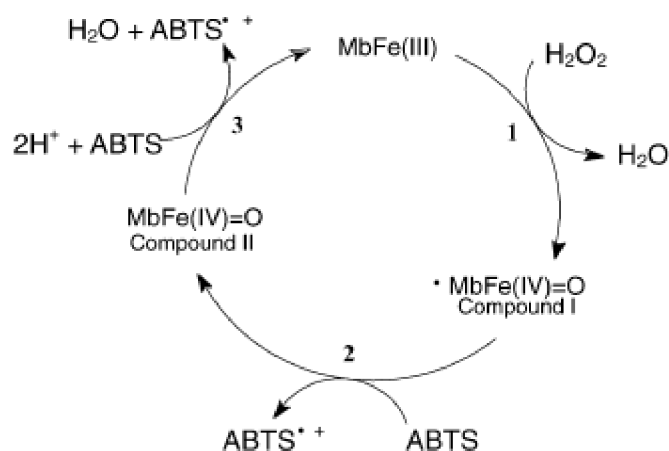 H₂O + ABTS• +
MbFe(III)
H₂O₂
1
H₂O
3
2H⁺ + ABTS
MbFe(IV)=O
Compound II
• MbFe(IV)=O
Compound I
2
ABTS• +
ABTS